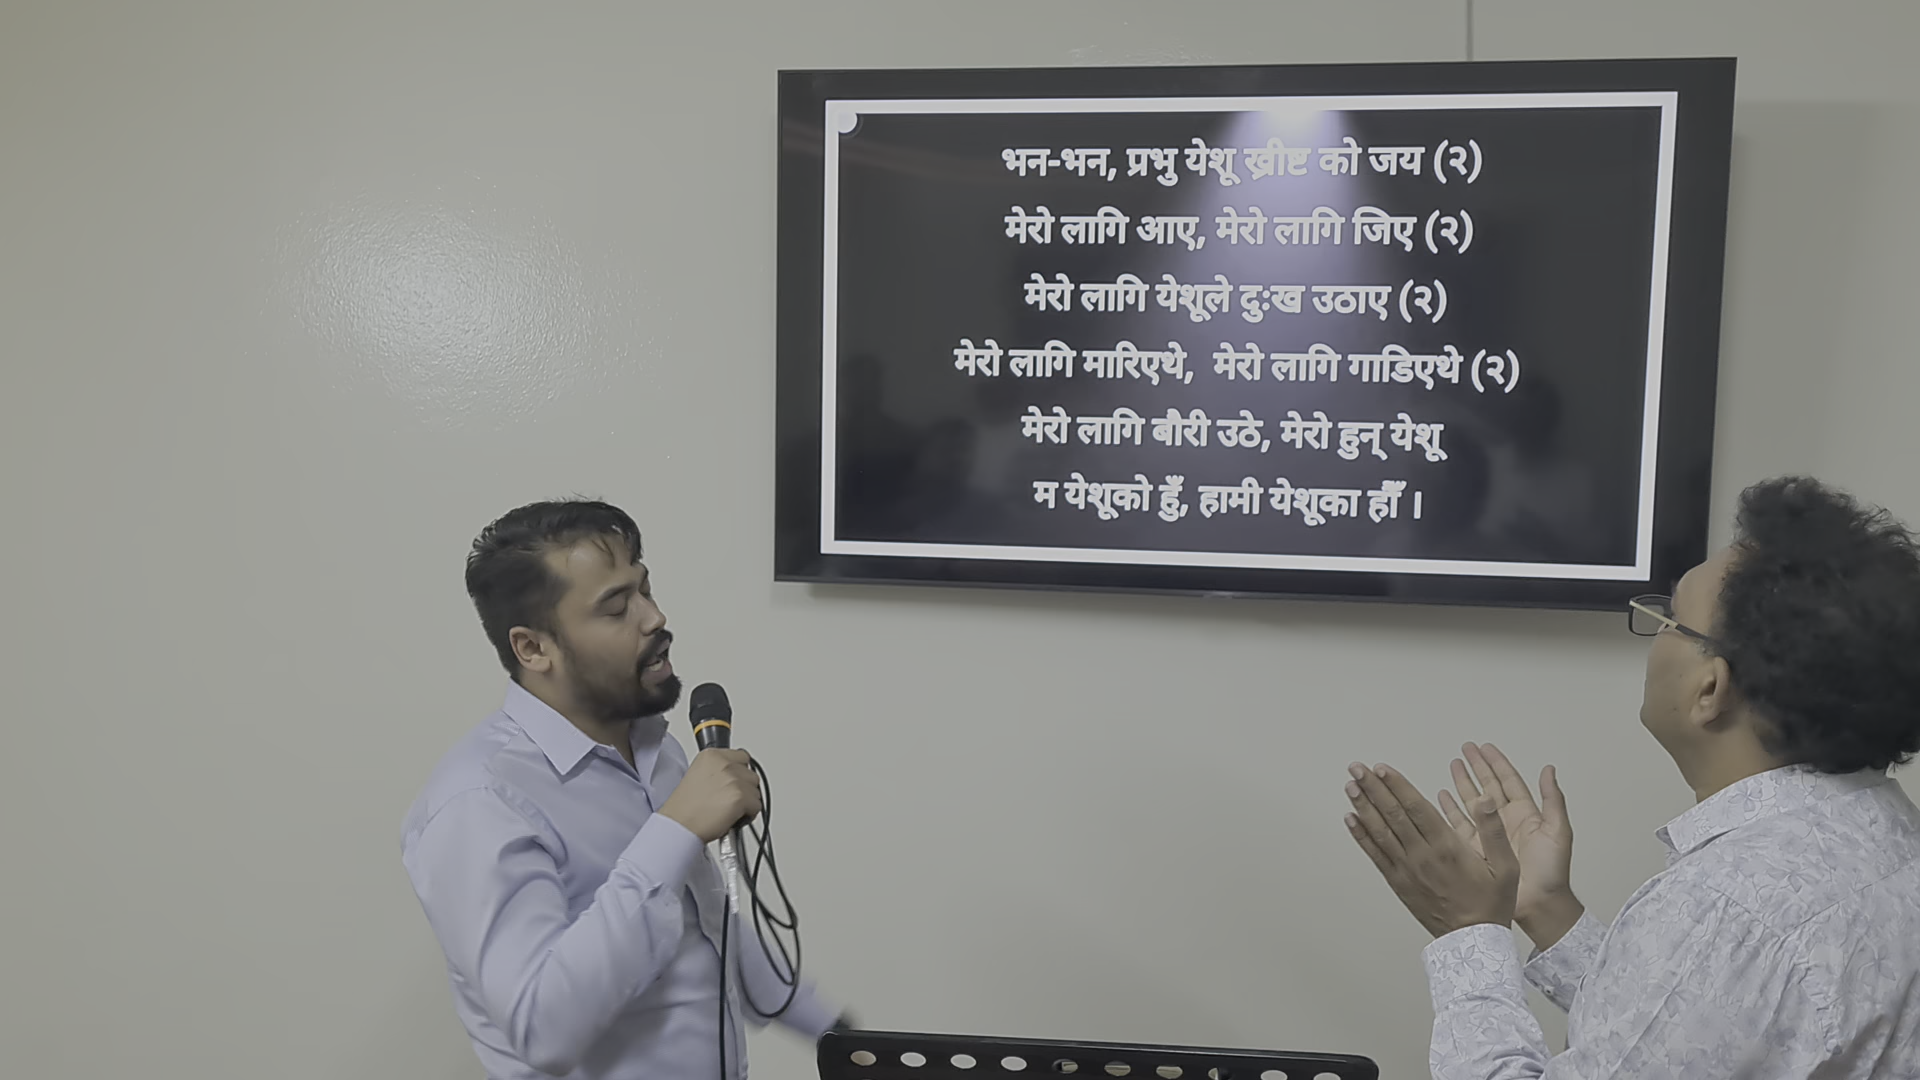 भन-भन, प्रभु येशू ख्रीष्ट को जय (२)
मेरो लागि आए, मेरो लागि जिए (२)
मेरो लागि येशूले दुःख उठाए (२)
मेरो लागि मारिएथे, मेरो लागि गाडिएथे (२)
मेरो लागि बौरी उठे, मेरो हुन् येशू
म येशूको हुँ, हामी येशूका हौँ ।